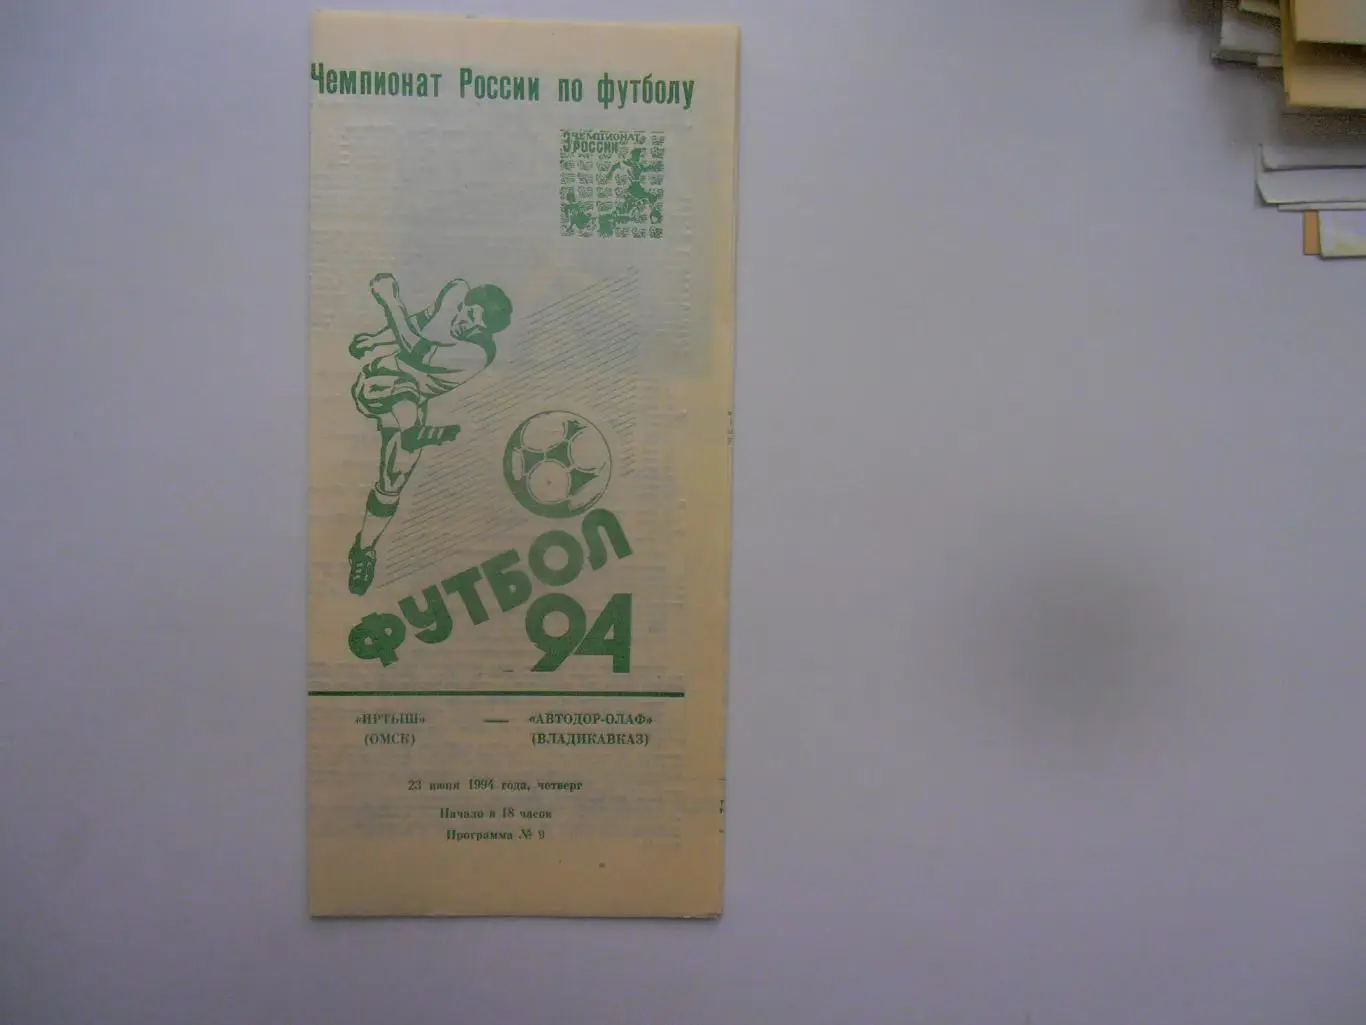 Чемпионат России по футболу
3 ЧЕМПИОНАТ
РОССИИ
ФУТБОЛ
94
«ИРТЫШ» — «АВТОДОР-ОЛАФ»
(ОМСК) (ВЛАДИКАВКАЗ)
23 июня 1994 года, четверг
Начало в 18 часов
Программа № 9